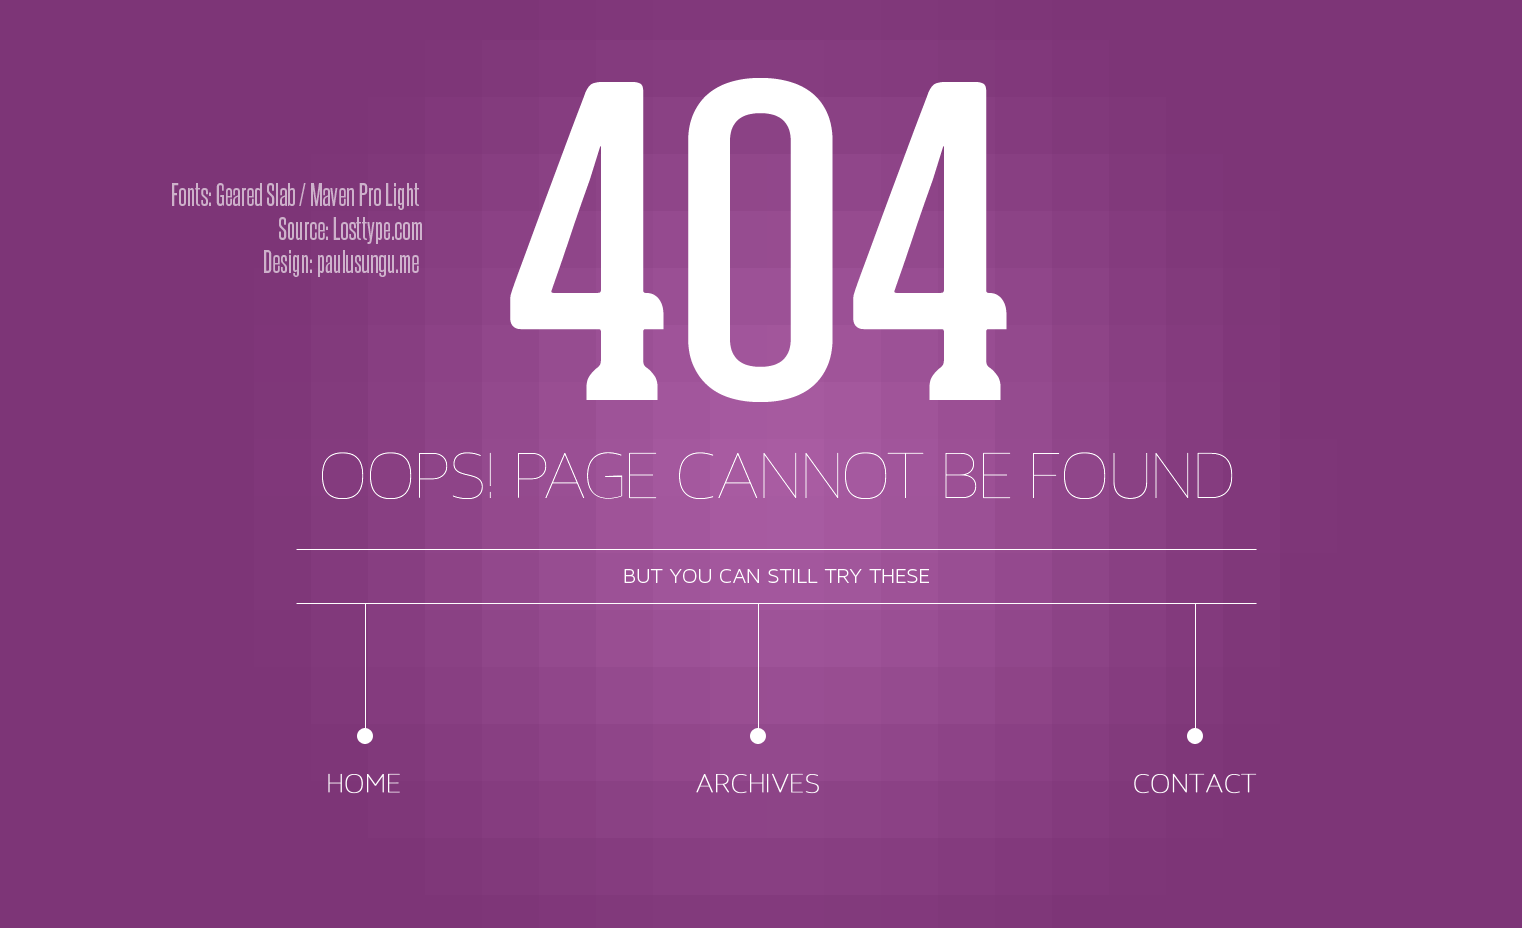 404
Fonts: Geared Slab / Maven Pro Light
Source: Losttype.com
Design: paulusungu.me
OOPS! PAGE CANNOT BE FOUND
BUT YOU CAN STILL TRY THESE
HOME
ARCHIVES
CONTACT